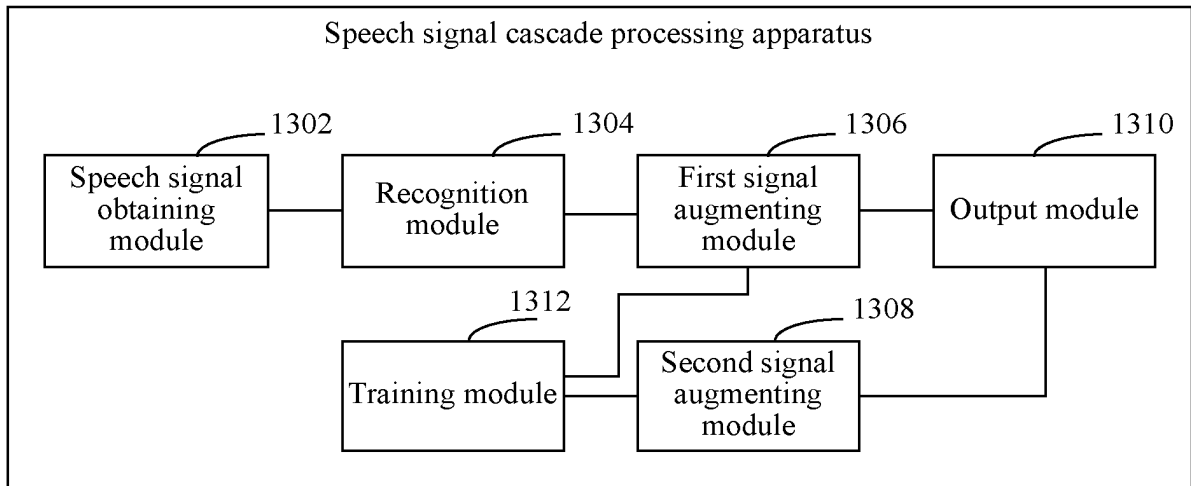 Speech signal cascade processing apparatus
1302
1304
1306
1310
Speech signal
obtaining
module
Recognition
module
First signal
augmenting
module
Output module
1312
1308
Training module
Second signal
augmenting
module